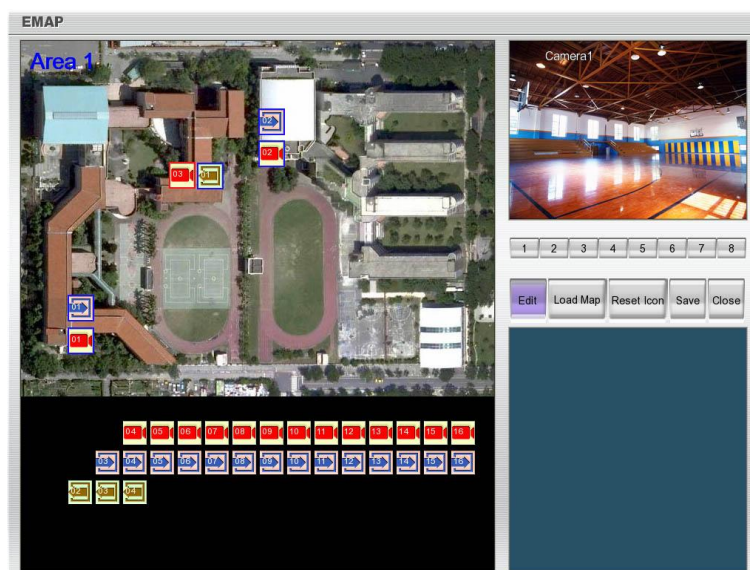 EMAP
Area 1
Camera1
02
02
03 01
01
01
1 2 3 4 5 6 7 8
Edit Load Map Reset Icon Save Close
04 05 06 07 08 09 10 11 12 13 14 15 16
03 04 05 06 07 08 09 10 11 12 13 14 15 16
02 03 04